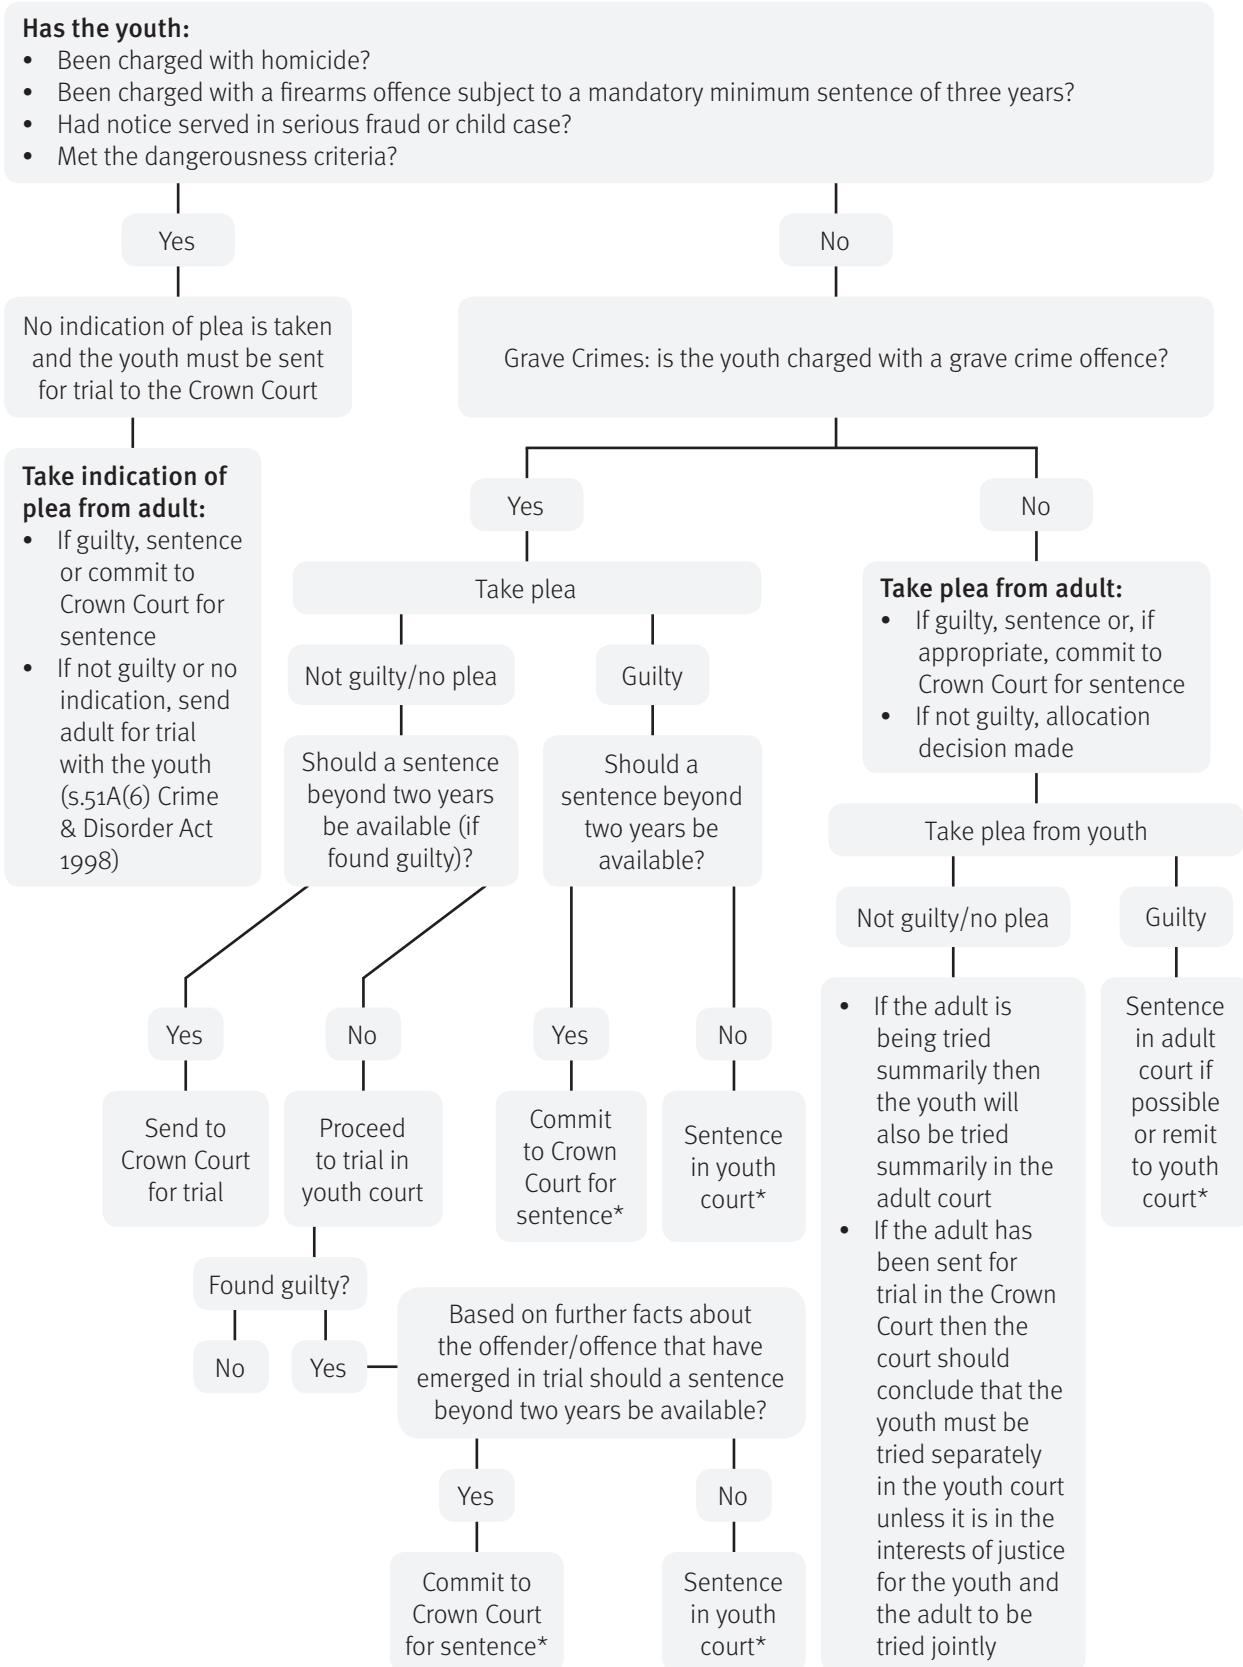 Has the youth:
• Been charged with homicide?
• Been charged with a firearms offence subject to a mandatory minimum sentence of three years?
• Had notice served in serious fraud or child case?
• Met the dangerousness criteria?
Yes
No
No indication of plea is taken
and the youth must be sent
for trial to the Crown Court
Grave Crimes: is the youth charged with a grave crime offence?
Take indication of
plea from adult:
• If guilty, sentence
or commit to
Crown Court for
sentence
• If not guilty or no
indication, send
adult for trial
with the youth
(s.51A(6) Crime
& Disorder Act
1998)
Yes
No
Take plea
Take plea from adult:
• If guilty, sentence or, if
appropriate, commit to
Crown Court for sentence
• If not guilty, allocation
decision made
Not guilty/no plea
Guilty
Should a sentence
beyond two years
be available (if
found guilty)?
Should a
sentence beyond
two years be
available?
Take plea from youth
Not guilty/no plea
Guilty
Yes
No
Yes
No
Send to
Crown Court
for trial
Proceed
to trial in
youth court
Commit
to Crown
Court for
sentence*
Sentence
in youth
court*
• If the adult is
being tried
summarily then
the youth will
also be tried
summarily in the
adult court
• If the adult has
been sent for
trial in the Crown
Court then the
court should
conclude that the
youth must be
tried separately
in the youth court
unless it is in the
interests of justice
for the youth and
the adult to be
tried jointly
Sentence
in adult
court if
possible
or remit
to youth
court*
Found guilty?
No
Yes
Based on further facts about
the offender/offence that have
emerged in trial should a sentence
beyond two years be available?
Yes
No
Commit to
Crown Court
for sentence*
Sentence
in youth
court*